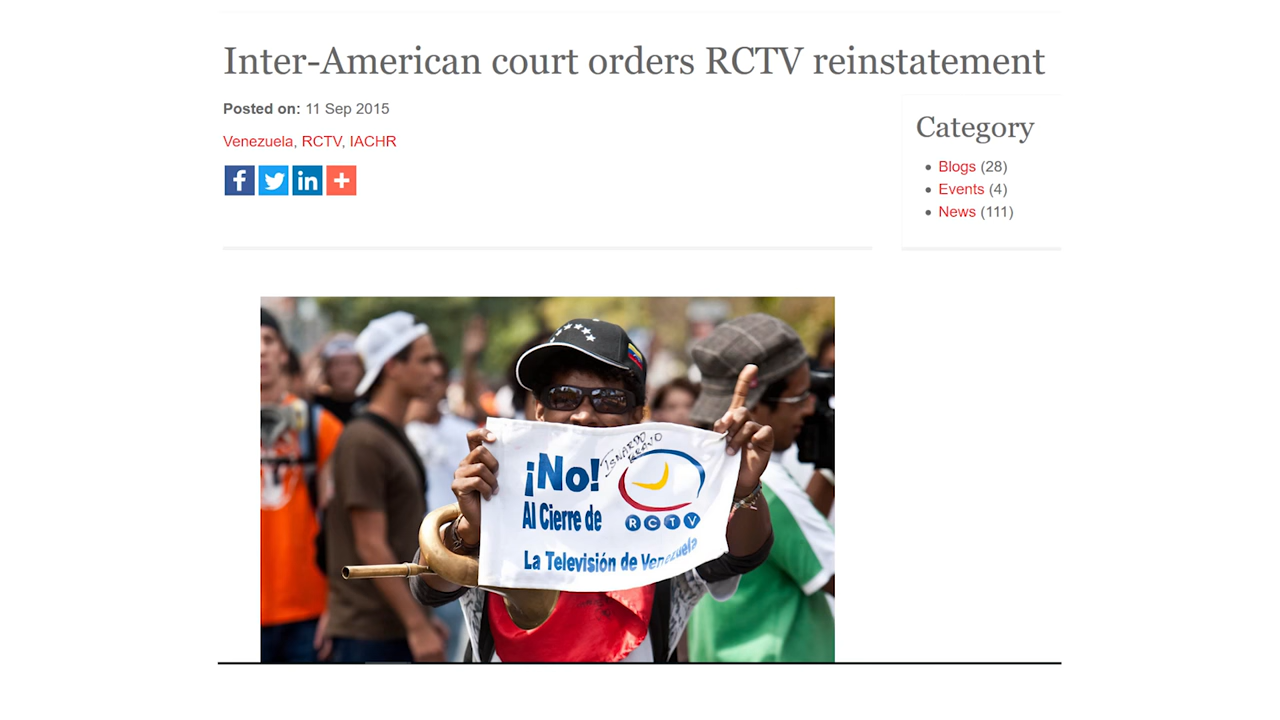 Inter-American court orders RCTV reinstatement
Posted on: 11 Sep 2015
Venezuela, RCTV, IACHR
Category
Blogs (28)
Events (4)
News (111)
¡No!
Al Cierre de
RCTV
La Televisión de Venezuela